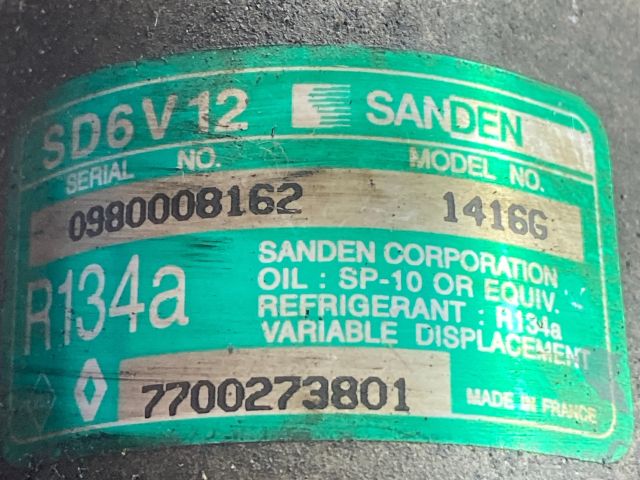 SD6V12 SANDEN
SERIAL NO. MODEL NO.
0980008162 1416G
R134a
SANDEN CORPORATION
OIL : SP-10 OR EQUIV.
REFRIGERANT : R134a
VARIABLE DISPLACEMENT
7700273801 MADE IN FRANCE